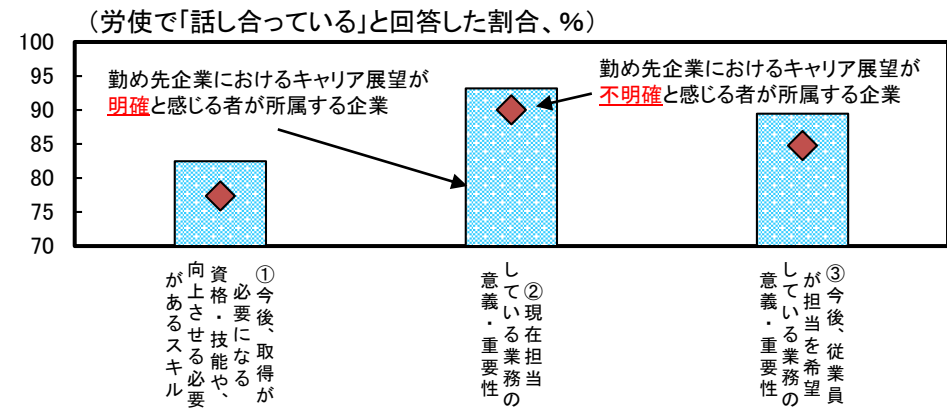 （労使で「話し合っている」と回答した割合、%）
100
95
90
85
80
75
70
勤め先企業におけるキャリア展望が
明確と感じる者が所属する企業
勤め先企業におけるキャリア展望が
不明確と感じる者が所属する企業
①今後、取得が
必要になる
資格・技能や、
向上させる必要
があるスキル
②現在担当
している業務の
意義・重要性
③今後、従業員
が担当を希望
している業務の
意義・重要性